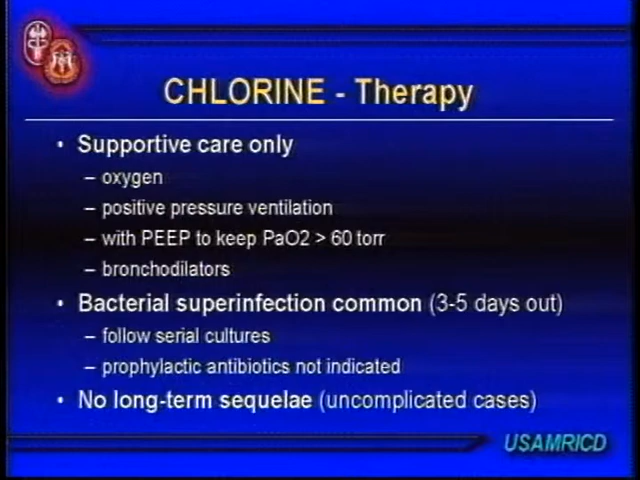 CHLORINE - Therapy
• Supportive care only
– oxygen
– positive pressure ventilation
– with PEEP to keep PaO2 > 60 torr
– bronchodilators
• Bacterial superinfection common (3-5 days out)
– follow serial cultures
– prophylactic antibiotics not indicated
• No long-term sequelae (uncomplicated cases)
USAMRICD